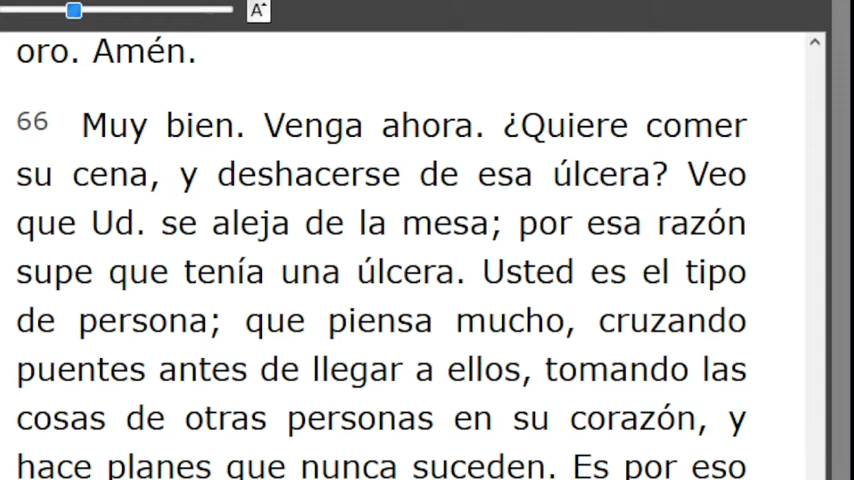 A
oro. Amén.
66 Muy bien. Venga ahora. ¿Quiere comer
su cena, y deshacerse de esa úlcera? Veo
que Ud. se aleja de la mesa; por esa razón
supe que tenía una úlcera. Usted es el tipo
de persona; que piensa mucho, cruzando
puentes antes de llegar a ellos, tomando las
cosas de otras personas en su corazón, y
hace planes que nunca suceden. Es por eso